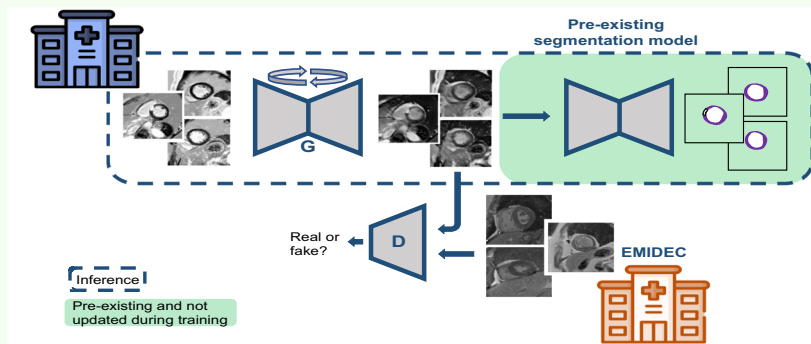 Pre-existing
segmentation model
G
D
Real or
fake?
EMIDEC
Inference
Pre-existing and not
updated during training